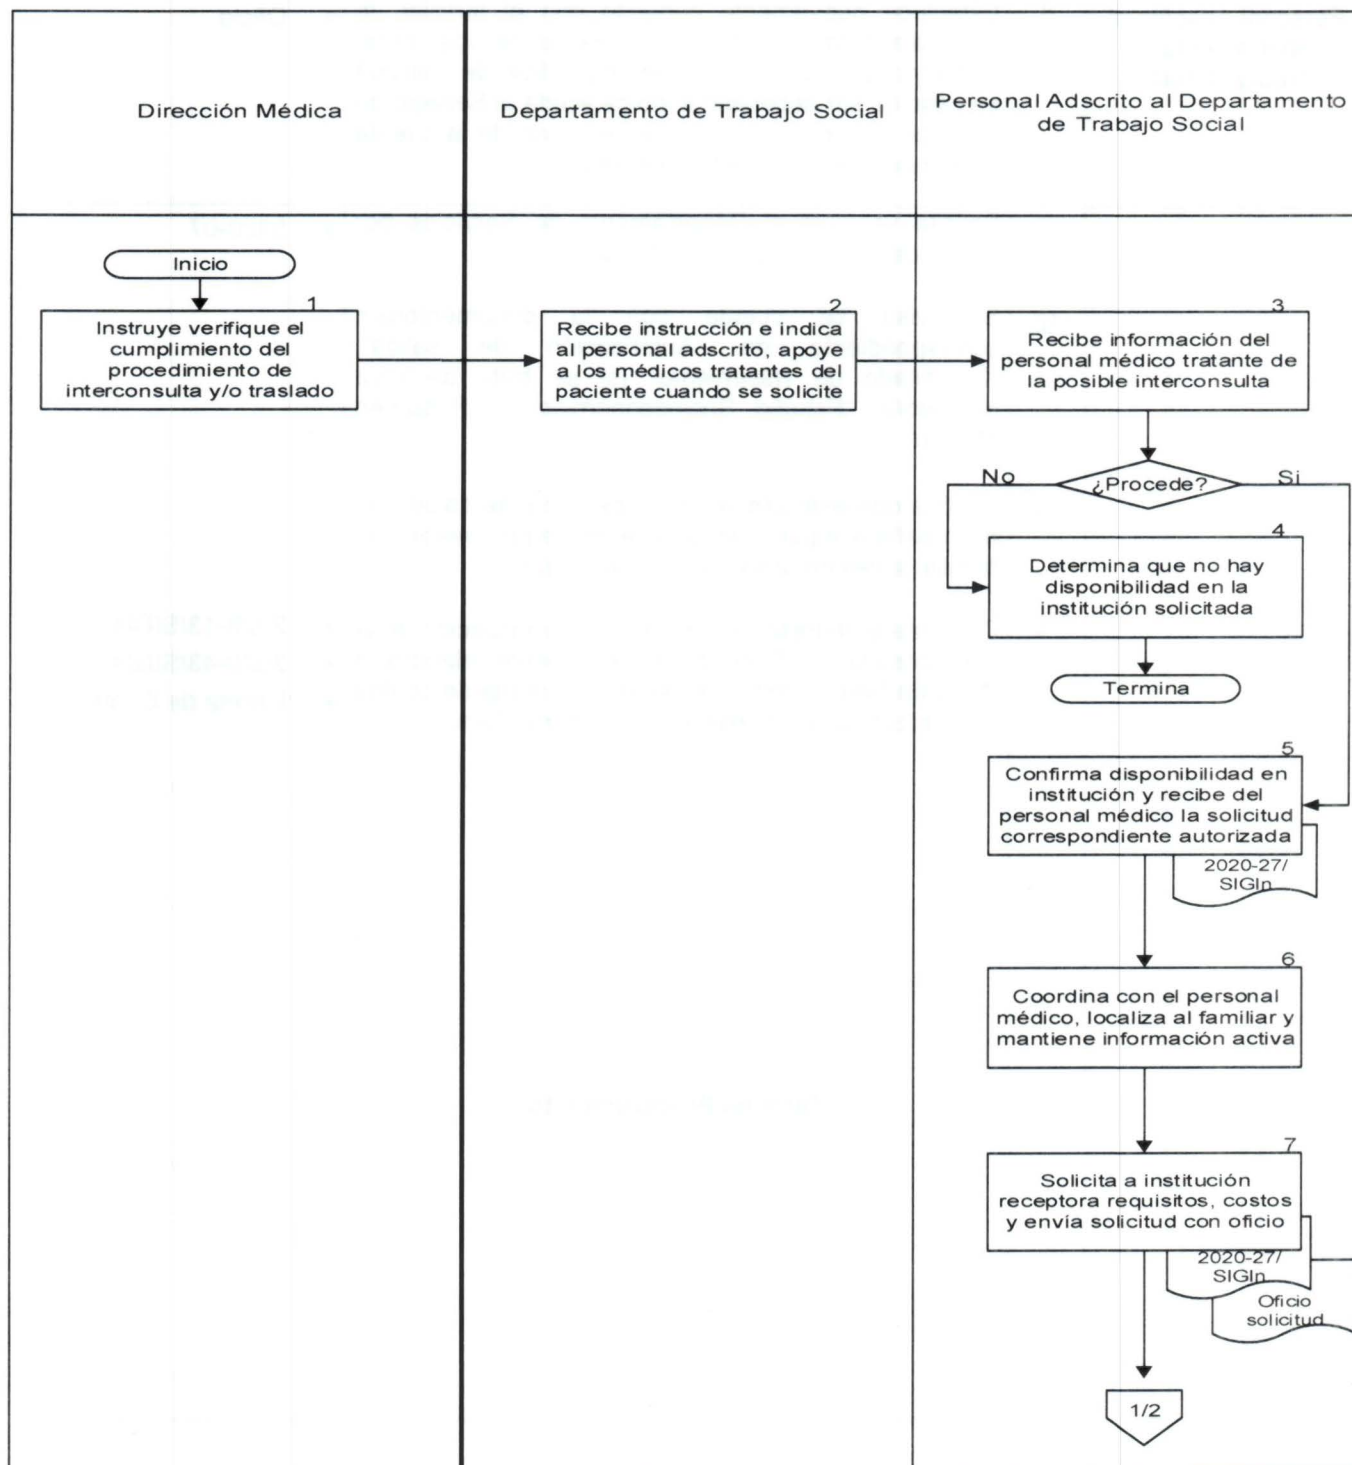 Dirección Médica
Departamento de Trabajo Social
Personal Adscrito al Departamento
de Trabajo Social
Inicio
1
Instruye verifique el
cumplimiento del
procedimiento de
interconsulta y/o traslado
2
Recibe instrucción e indica
al personal adscrito, apoye
a los médicos tratantes del
paciente cuando se solicite
3
Recibe información del
personal médico tratante de
la posible interconsulta
No
¿Procede?
Si
4
Determina que no hay
disponibilidad en la
institución solicitada
Termina
5
Confirma disponibilidad en
institución y recibe del
personal médico la solicitud
correspondiente autorizada
2020-27/
SIGIn
6
Coordina con el personal
médico, localiza al familiar y
mantiene información activa
7
Solicita a institución
receptora requisitos, costos
y envía solicitud con oficio
2020-27/
SIGIn
Oficio
solicitud
1/2